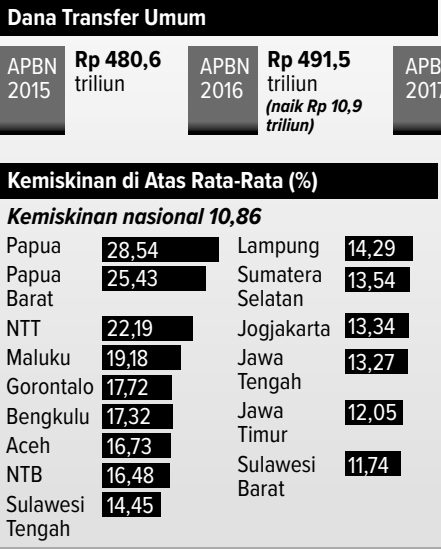 Dana Transfer Umum
APBN 2015
Rp 480,6
triliun
APBN 2016
Rp 491,5
triliun
(naik Rp 10,9
triliun)
Kemiskinan di Atas Rata-Rata (%)
Kemiskinan nasional 10,86
Papua 28,54
Papua Barat 25,43
NTT 22,19
Maluku 19,18
Gorontalo 17,72
Bengkulu 17,32
Aceh 16,73
NTB 16,48
Sulawesi Tengah 14,45
Lampung 14,29
Sumatera Selatan 13,54
Jogjakarta 13,34
Jawa Tengah 13,27
Jawa Timur 12,05
Sulawesi Barat 11,74